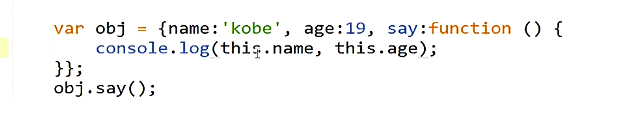 var obj = {name:'kobe', age:19, say:function () {
    console.log(this.name, this.age);
}};
obj.say();